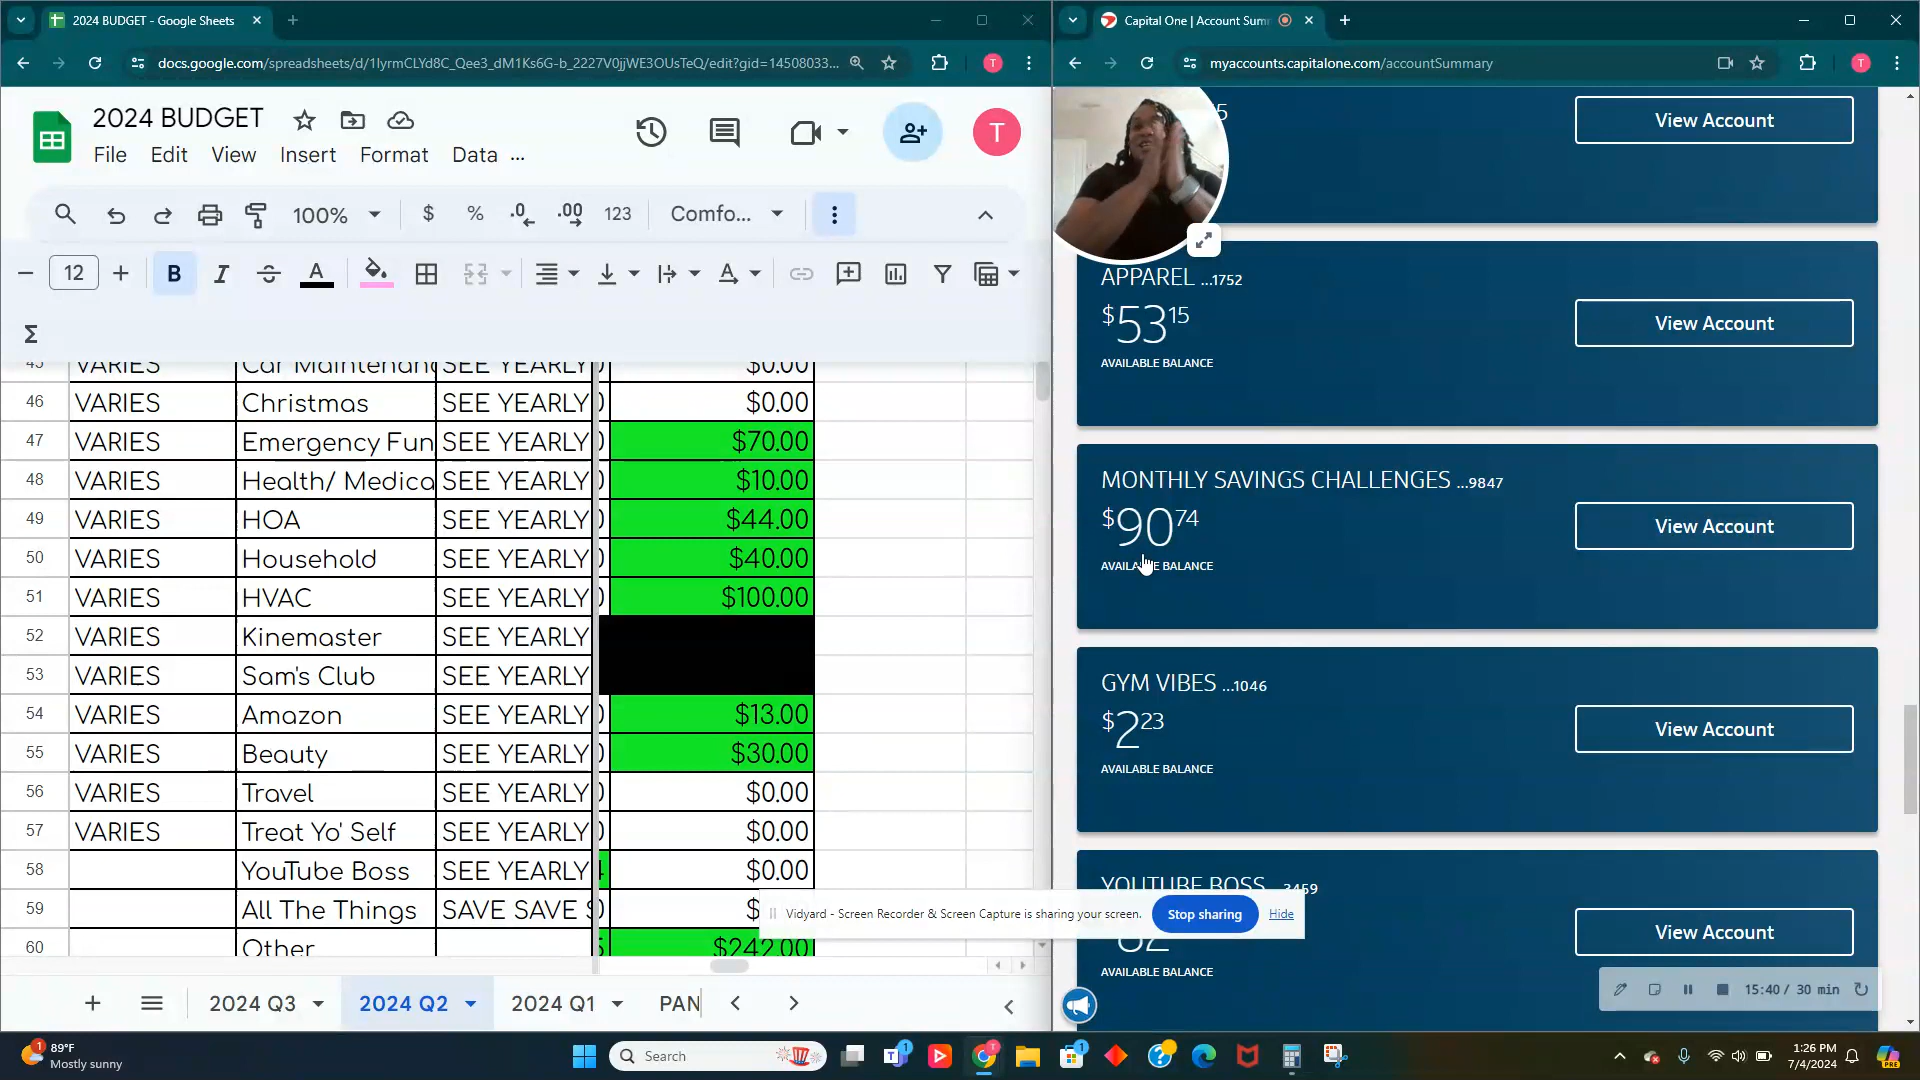 2024 BUDGET - Google Sheets
docs.google.com/spreadsheets/d/1IyrmCLYd8C_Qee3_dM1Ks6G-b_2227V0jjWE3OUsTeQ/edit?gid=14508033...
T
2024 BUDGET
File Edit View Insert Format Data ...
T
100% $ % .0 .00 123 Comfo...
12 B I A
Σ
45 VARIES Car Maintenan SEE YEARLY $0.00
46 VARIES Christmas SEE YEARLY $0.00
47 VARIES Emergency Fun SEE YEARLY $70.00
48 VARIES Health/ Medica SEE YEARLY $10.00
49 VARIES HOA SEE YEARLY $44.00
50 VARIES Household SEE YEARLY $40.00
51 VARIES HVAC SEE YEARLY $100.00
52 VARIES Kinemaster SEE YEARLY
53 VARIES Sam's Club SEE YEARLY
54 VARIES Amazon SEE YEARLY $13.00
55 VARIES Beauty SEE YEARLY $30.00
56 VARIES Travel SEE YEARLY $0.00
57 VARIES Treat Yo' Self SEE YEARLY $0.00
58 YouTube Boss SEE YEARLY $0.00
59 All The Things SAVE SAVE $
60 Other $242.00
2024 Q3 2024 Q2 2024 Q1 PAN
Capital One | Account Summ
myaccounts.capitalone.com/accountSummary
T
View Account
APPAREL ...1752
$53 15
AVAILABLE BALANCE
View Account
MONTHLY SAVINGS CHALLENGES ...9847
$90 74
AVAILABLE BALANCE
View Account
GYM VIBES ...1046
$2 23
AVAILABLE BALANCE
View Account
YOUTUBE BOSS ...3459
AVAILABLE BALANCE
View Account
Vidyard - Screen Recorder & Screen Capture is sharing your screen. Stop sharing Hide
15:40 / 30 min
89°F
Mostly sunny
Search
1:26 PM
7/4/2024